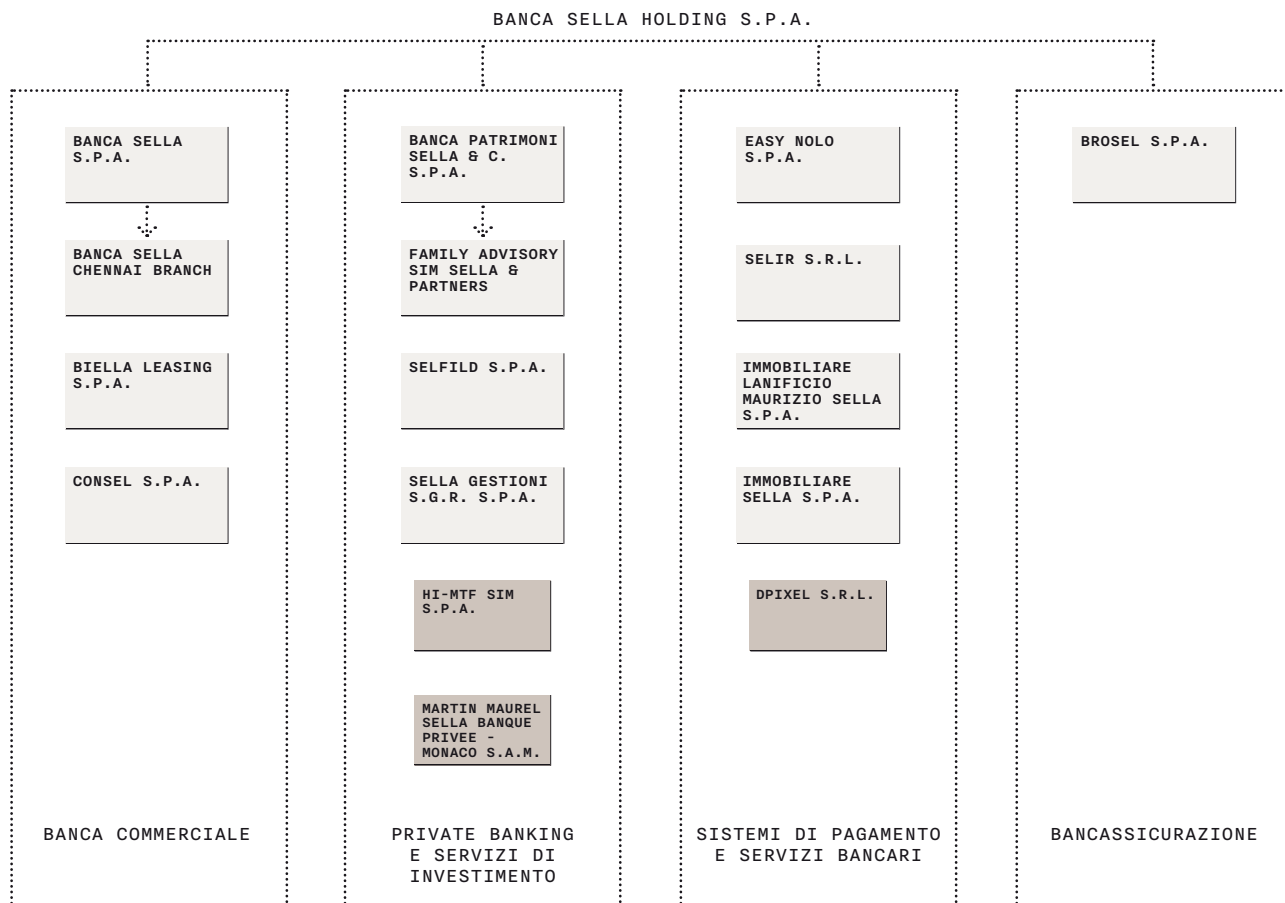 BANCA SELLA HOLDING S.P.A.
BANCA SELLA
S.P.A.
BANCA SELLA
CHENNAI BRANCH
BIELLA LEASING
S.P.A.
CONSEL S.P.A.
BANCA COMMERCIALE
BANCA PATRIMONI
SELLA & C.
S.P.A.
FAMILY ADVISORY
SIM SELLA &
PARTNERS
SELFILD S.P.A.
SELLA GESTIONI
S.G.R. S.P.A.
HI-MTF SIM
S.P.A.
MARTIN MAUREL
SELLA BANQUE
PRIVEE -
MONACO S.A.M.
PRIVATE BANKING
E SERVIZI DI
INVESTIMENTO
EASY NOLO
S.P.A.
SELIR S.R.L.
IMMOBILIARE
LANIFICIO
MAURIZIO SELLA
S.P.A.
IMMOBILIARE
SELLA S.P.A.
DPIXEL S.R.L.
SISTEMI DI PAGAMENTO
E SERVIZI BANCARI
BROSEL S.P.A.
BANCASSICURAZIONE